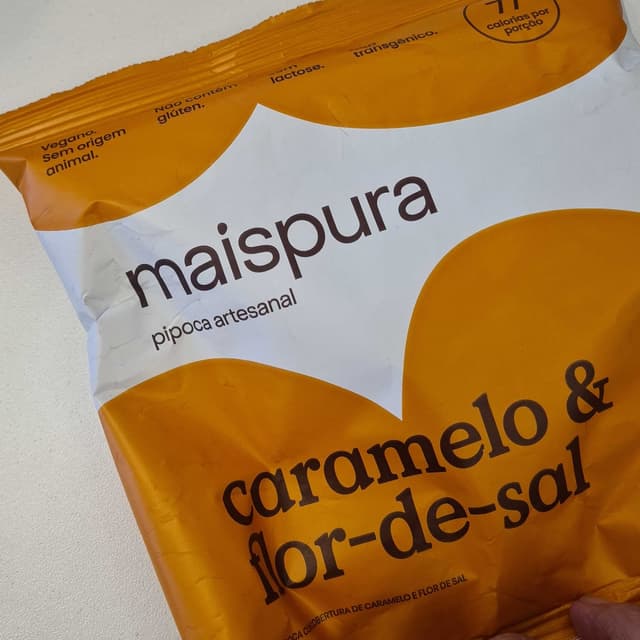 calorias por
porção
transgênico.
lactose.
Não contém
glúten.
Vegano.
Sem origem
animal.
maispura
pipoca artesanal
caramelo &
flor-de-sal
COBERTURA DE CARAMELO E FLOR DE SAL